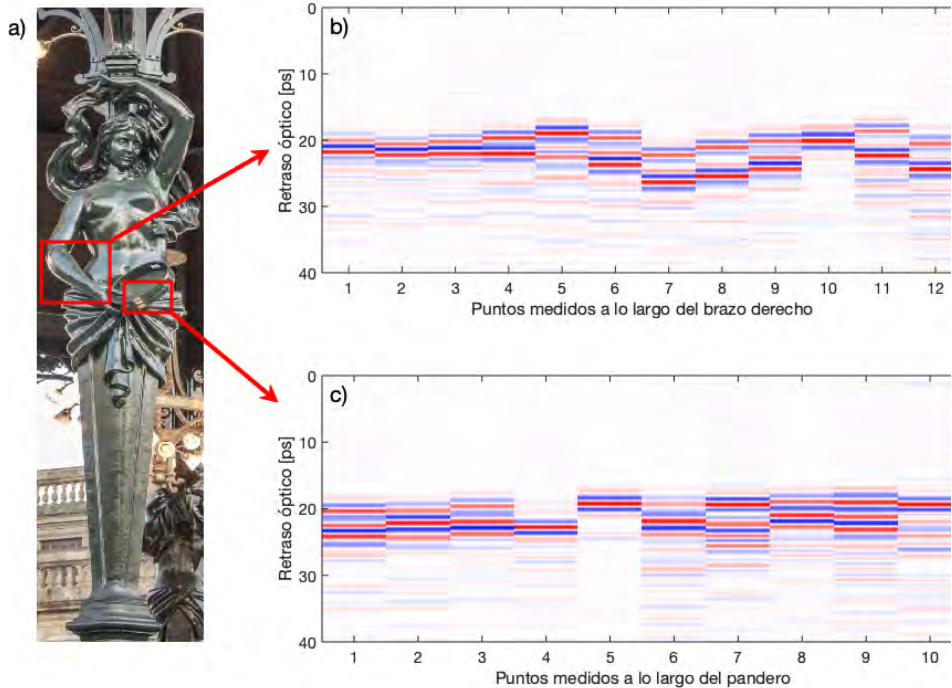 a)
b)
0
10
20
30
40
Retraso óptico [ps]
1 2 3 4 5 6 7 8 9 10 11 12
Puntos medidos a lo largo del brazo derecho
c)
0
10
20
30
40
Retraso óptico [ps]
1 2 3 4 5 6 7 8 9 10
Puntos medidos a lo largo del pandero